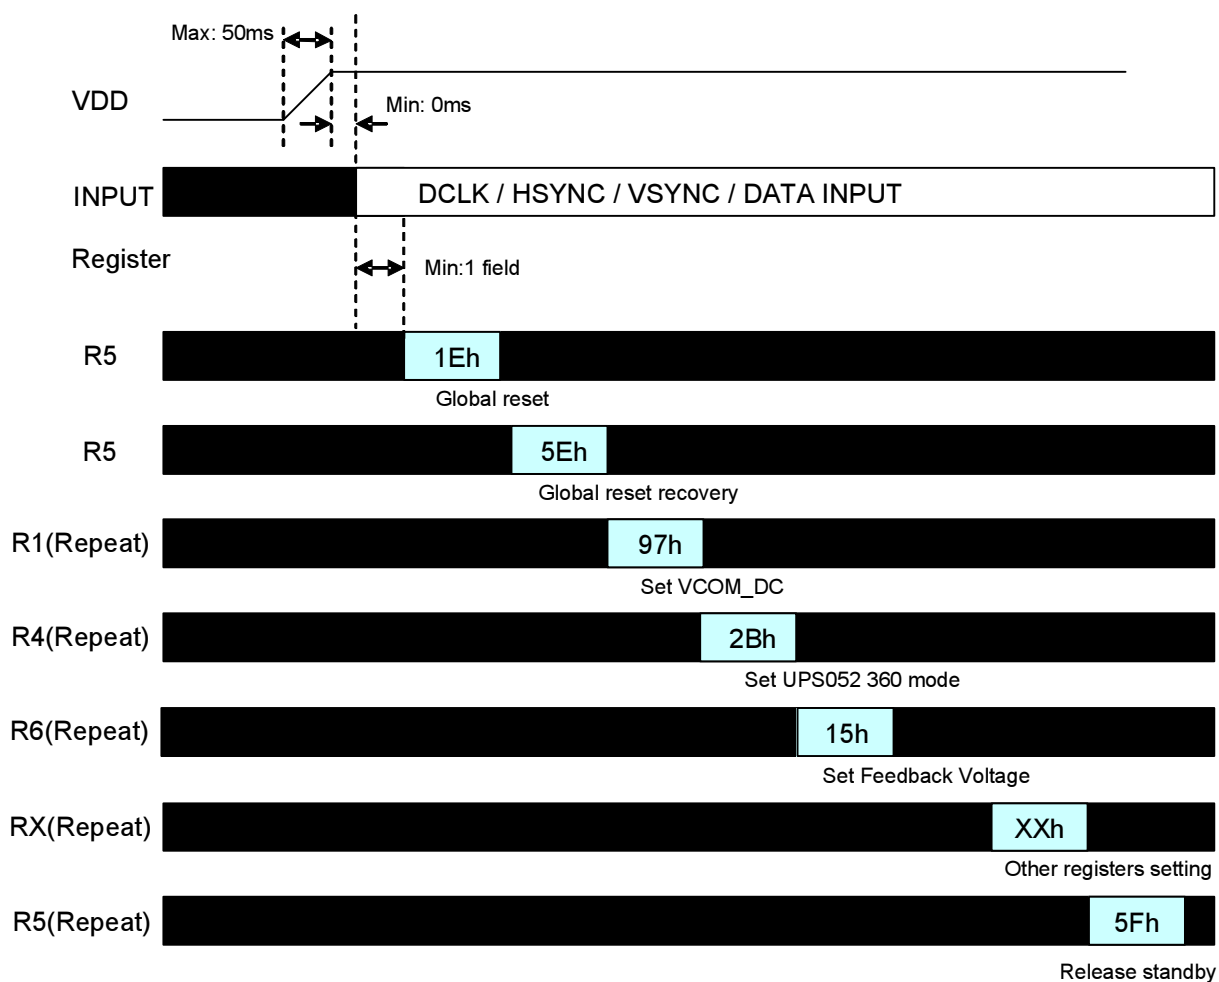 Max: 50ms
VDD
Min: 0ms
INPUT
DCLK / HSYNC / VSYNC / DATA INPUT
Register
Min:1 field
R5
1Eh
Global reset
R5
5Eh
Global reset recovery
R1(Repeat)
97h
Set VCOM_DC
R4(Repeat)
2Bh
Set UPS052 360 mode
R6(Repeat)
15h
Set Feedback Voltage
RX(Repeat)
XXh
Other registers setting
R5(Repeat)
5Fh
Release standby